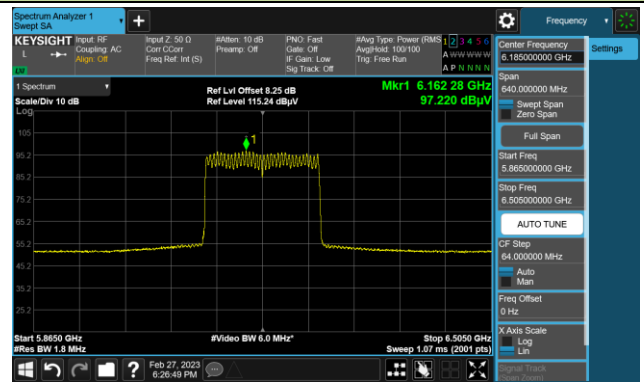 Spectrum Analyzer 1
Swept SA
Frequency
KEYSIGHT
L
LW
Input: RF
Coupling: AC
Align: Off
Input Z: 50 Ω
Corr CCorr
Freq Ref: Int (S)
#Atten: 10 dB
Preamp: Off
PNO: Fast
Gate: Off
IF Gain: Low
Sig Track: Off
#Avg Type: Power (RMS
Avg|Hold: 100/100
Trig: Free Run
1 2 3 4 5 6
A W W W W W
A P N N N N
1 Spectrum
Scale/Div 10 dB
Log
Ref Lvl Offset 8.25 dB
Ref Level 115.24 dBµV
Mkr1 6.162 28 GHz
97.220 dBµV
105
95.2
85.2
75.2
65.2
55.2
45.2
35.2
25.2
1
Start 5.8650 GHz
#Res BW 1.8 MHz
#Video BW 6.0 MHz*
Stop 6.5050 GHz
Sweep 1.07 ms (2001 pts)
Feb 27, 2023
6:26:49 PM
Center Frequency
6.185000000 GHz
Settings
Span
640.000000 MHz
Swept Span
Zero Span
Full Span
Start Freq
5.865000000 GHz
Stop Freq
6.505000000 GHz
AUTO TUNE
CF Step
64.000000 MHz
Auto
Man
Freq Offset
0 Hz
X Axis Scale
Log
Lin
Signal Track
(Span Zoom)